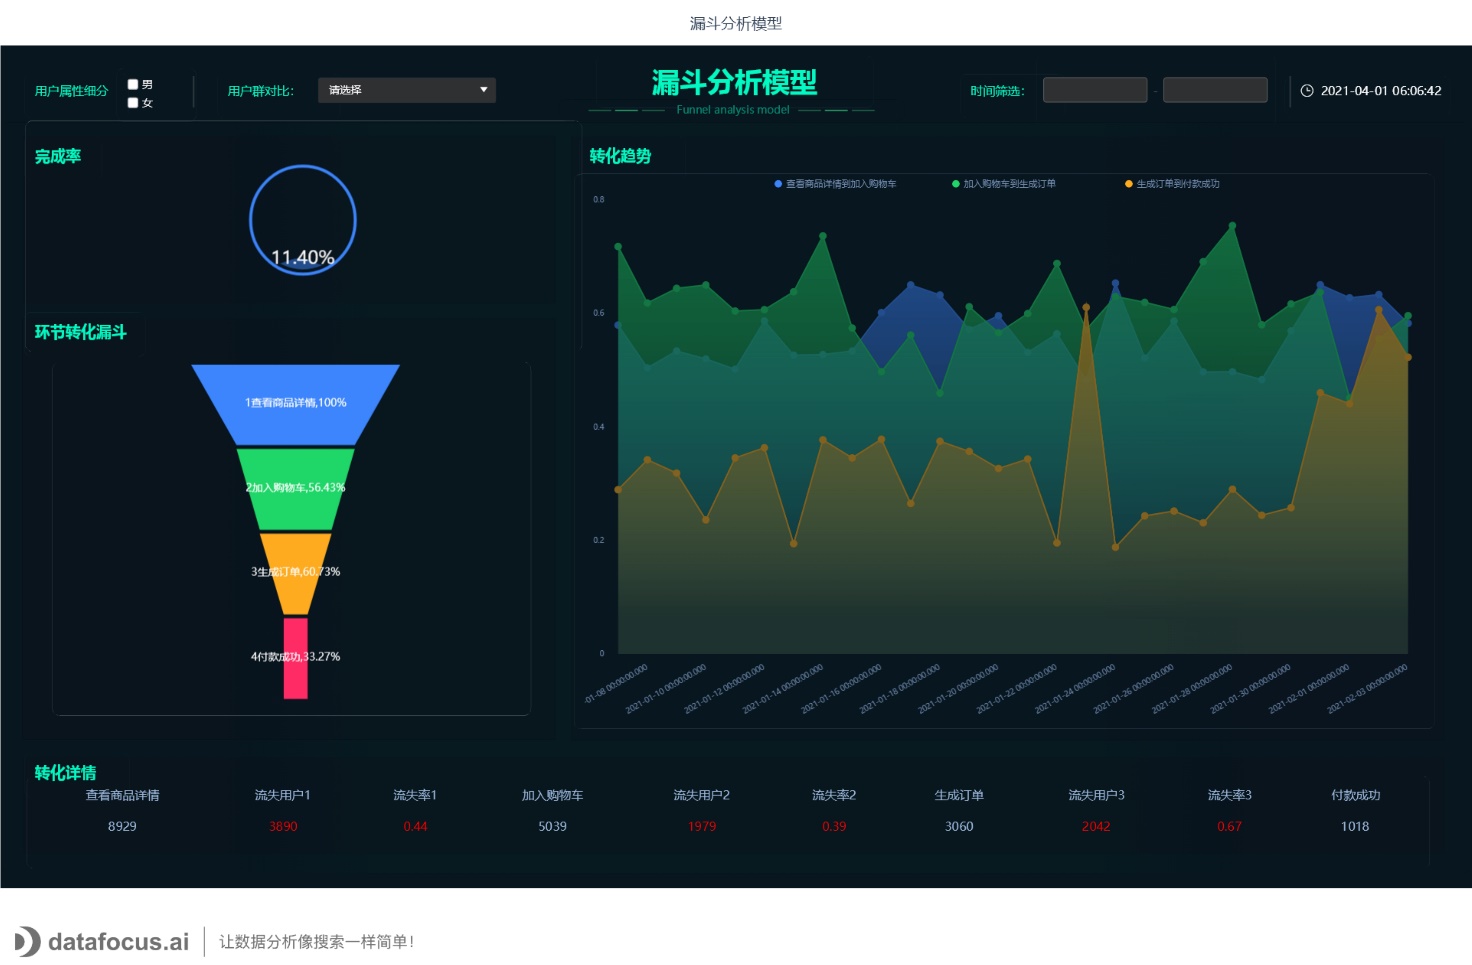 漏斗分析模型
用户属性细分
男
女
用户群对比:
请选择
漏斗分析模型
Funnel analysis model
时间筛选:
-
2021-04-01 06:06:42
完成率
11.40%
环节转化漏斗
1查看商品详情,100%
2加入购物车,56.43%
3生成订单,60.73%
4付款成功,33.27%
转化趋势
查看商品详情到加入购物车
加入购物车到生成订单
生成订单到付款成功
0.8
0.6
0.4
0.2
0
-01-08 00:00:00.000
2021-01-10 00:00:00.000
2021-01-12 00:00:00.000
2021-01-14 00:00:00.000
2021-01-16 00:00:00.000
2021-01-18 00:00:00.000
2021-01-20 00:00:00.000
2021-01-22 00:00:00.000
2021-01-24 00:00:00.000
2021-01-26 00:00:00.000
2021-01-28 00:00:00.000
2021-01-30 00:00:00.000
2021-02-01 00:00:00.000
2021-02-03 00:00:00.000
转化详情
查看商品详情 流失用户1 流失率1 加入购物车 流失用户2 流失率2 生成订单 流失用户3 流失率3 付款成功
8929 3890 0.44 5039 1979 0.39 3060 2042 0.67 1018
datafocus.ai
让数据分析像搜索一样简单!